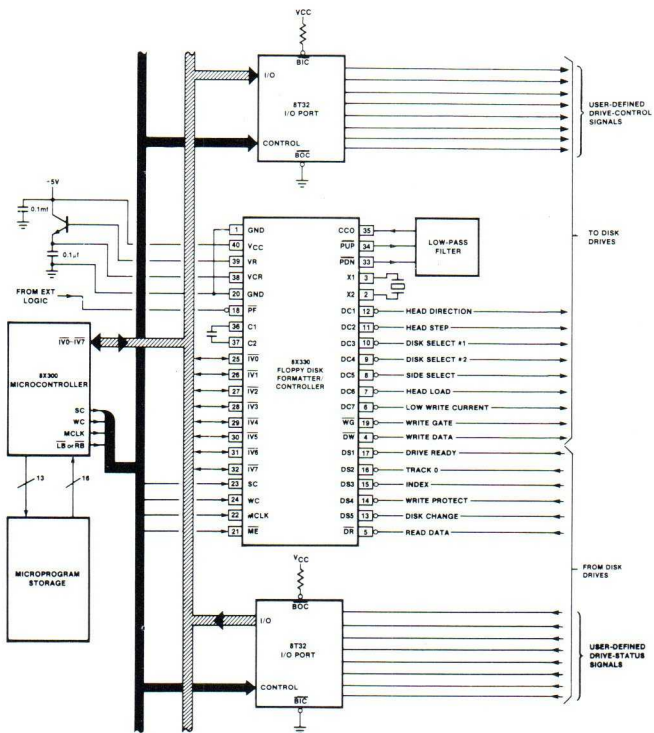 VCC
BIC
I/O
8T32
I/O PORT
CONTROL
BOC
USER-DEFINED
DRIVE-CONTROL
SIGNALS
TO DISK
DRIVES
-5V
0.1mf
0.1μf
FROM EXT
LOGIC
1 GND
40 VCC
39 VR
38 VCR
20 GND
18 PF
36 C1
37 C2
25 IV0
26 IV1
27 IV2
28 IV3
29 IV4
30 IV5
31 IV6
32 IV7
23 SC
24 WC
22 MCLK
21 ME
8X330
FLOPPY DISK
FORMATTER/
CONTROLLER
CCO 35
PUP 34
PDN 33
LOW-PASS
FILTER
X1 3
X2 2
DC1 12 HEAD DIRECTION
DC2 11 HEAD STEP
DC3 10 DISK SELECT #1
DC4 9 DISK SELECT #2
DC5 8 SIDE SELECT
DC6 7 HEAD LOAD
DC7 6 LOW WRITE CURRENT
WG 19 WRITE GATE
DW 4 WRITE DATA
DS1 17 DRIVE READY
DS2 16 TRACK 0
DS3 15 INDEX
DS4 14 WRITE PROTECT
DS5 13 DISK CHANGE
DR 5 READ DATA
IV0-IV7
8X300
MICROCONTROLLER
SC
WC
MCLK
LB or RB
13
16
MICROPROGRAM
STORAGE
FROM DISK
DRIVES
VCC
BOC
I/O
8T32
I/O PORT
CONTROL
BIC
USER-DEFINED
DRIVE-STATUS
SIGNALS